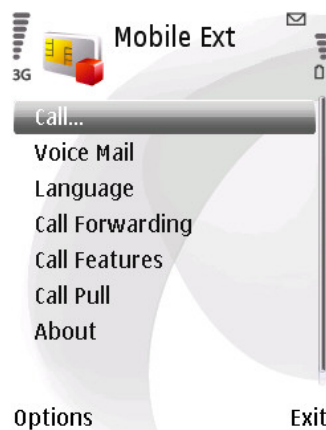 Mobile Ext
3G
Call...
Voice Mail
Language
Call Forwarding
Call Features
Call Pull
About
Options Exit